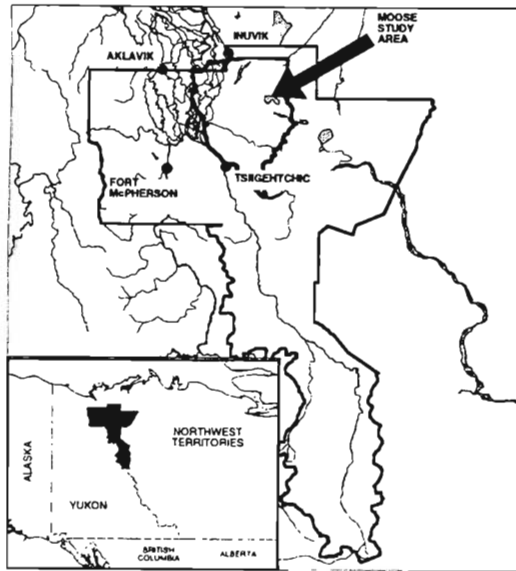 MOOSE
STUDY
AREA
INUVIK
AKLAVIK
FORT
McPHERSON
TSIIGEHTCHIC
NORTHWEST
TERRITORIES
ALASKA
YUKON
BRITISH
COLUMBIA
ALBERTA